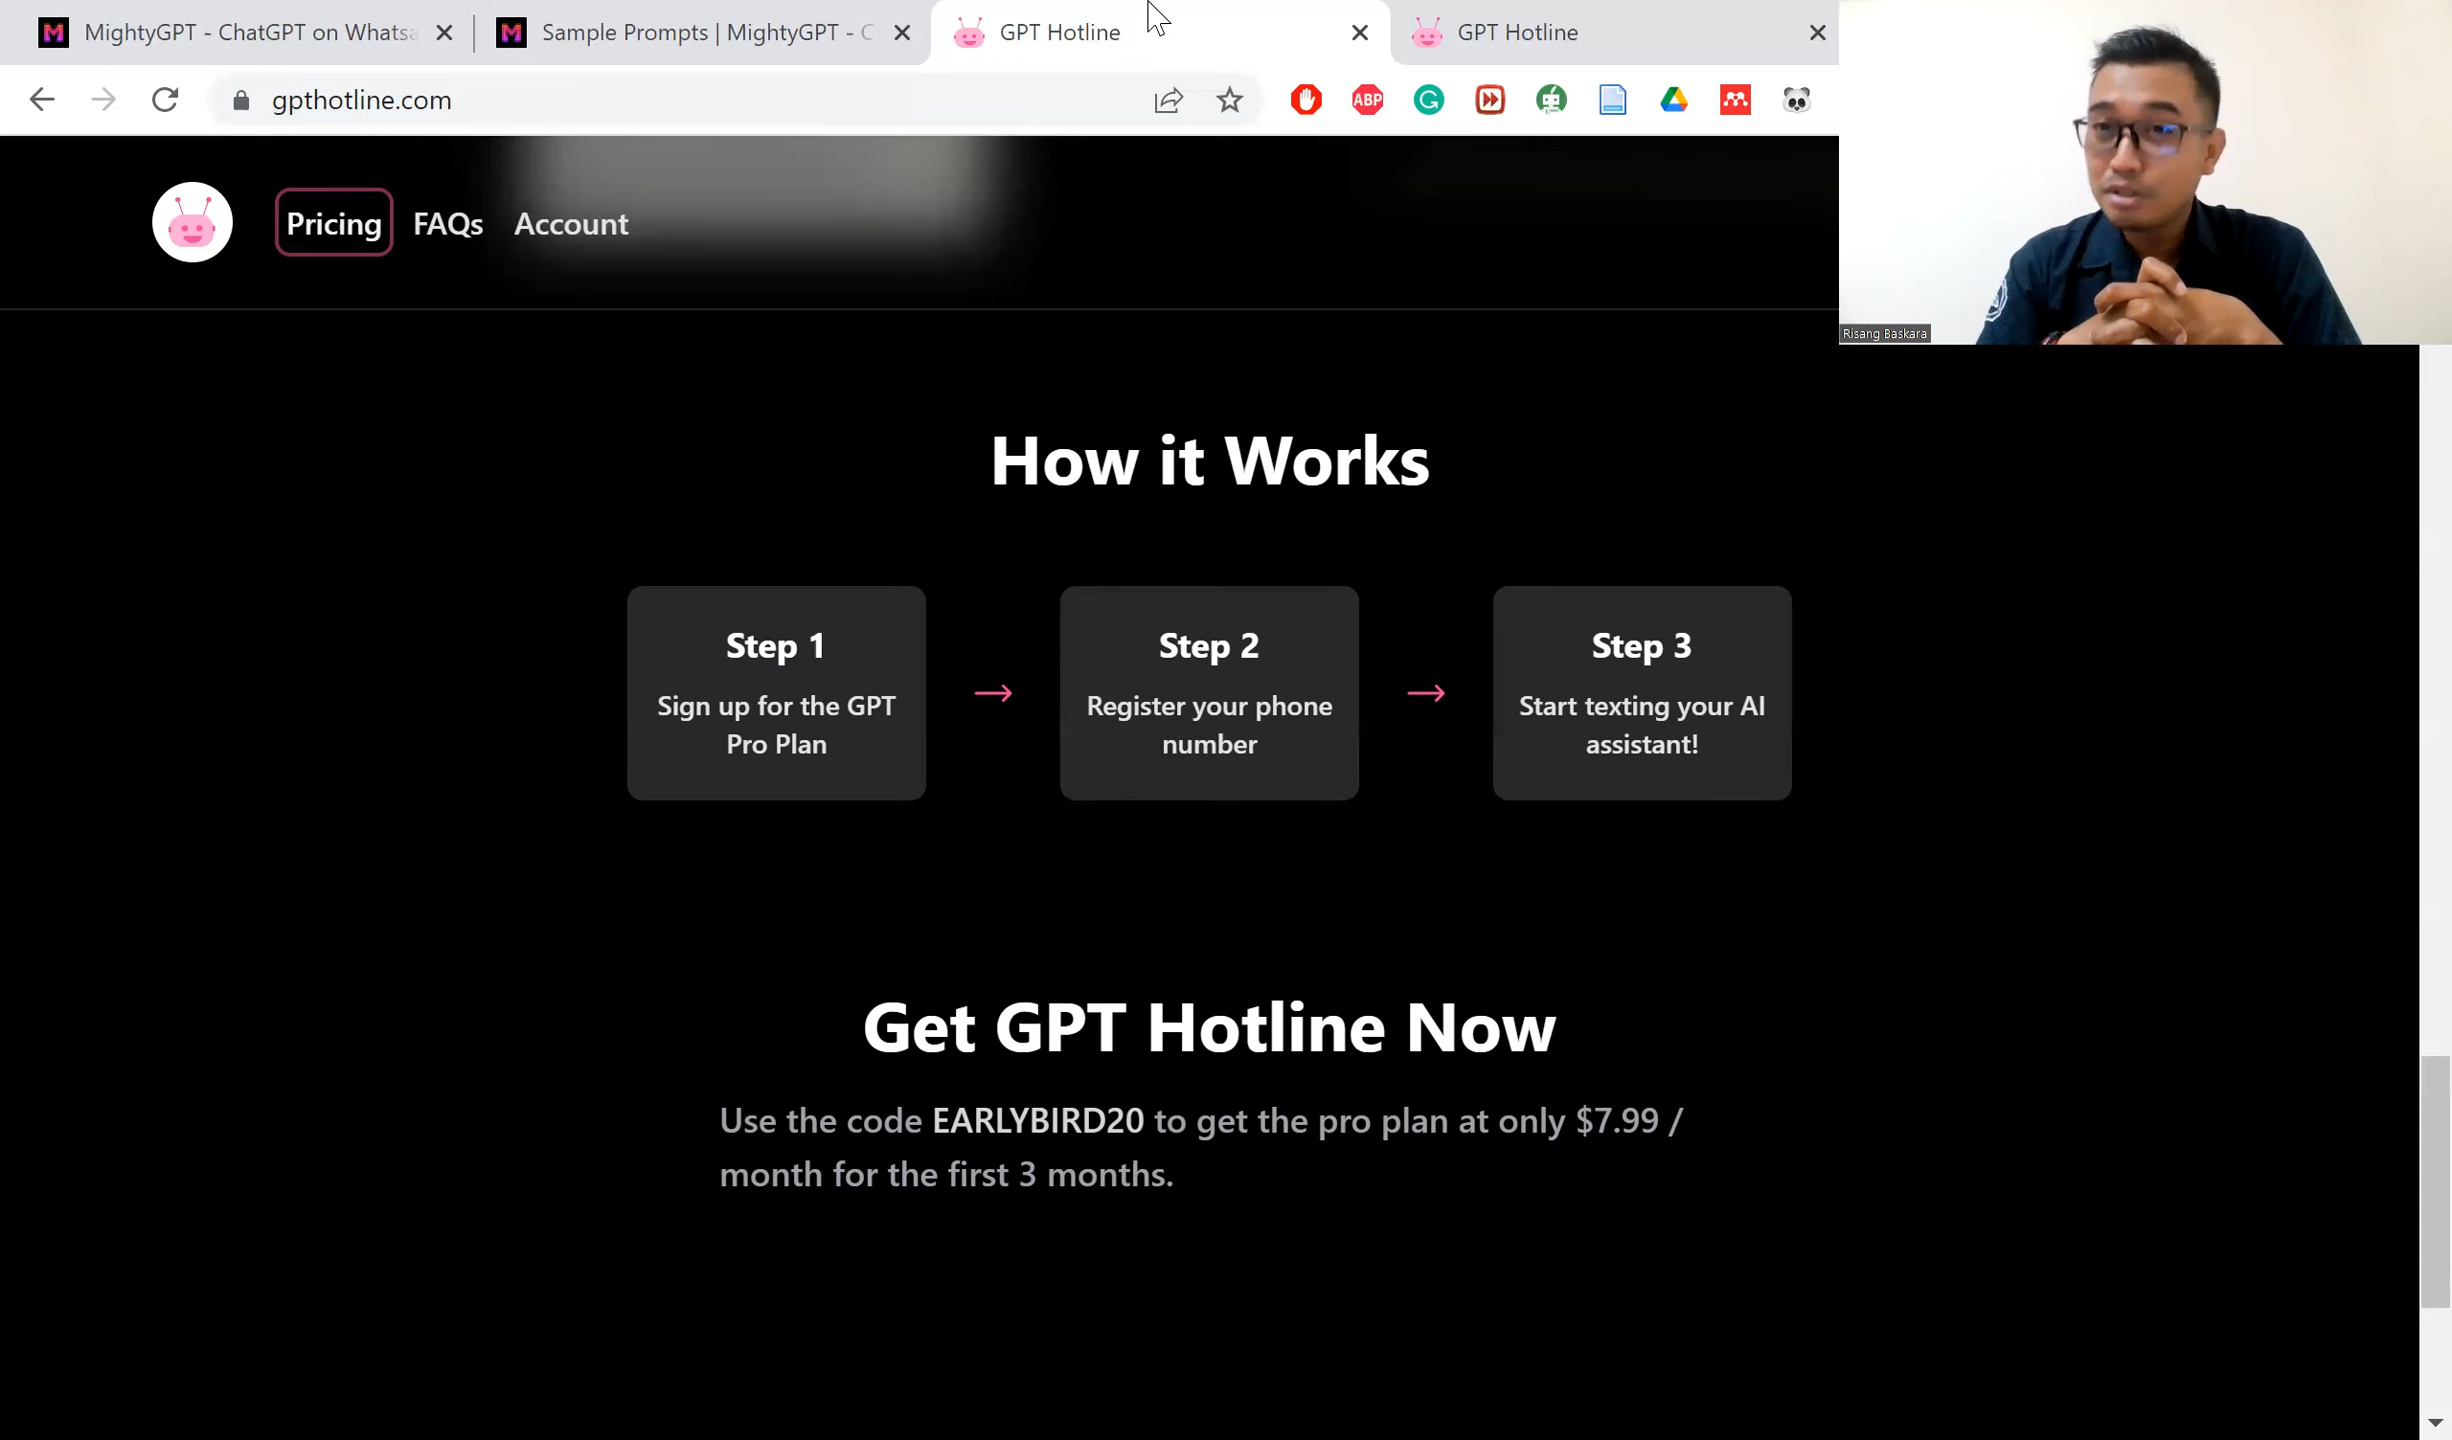 MightyGPT - ChatGPT on Whatsa
Sample Prompts | MightyGPT - C
GPT Hotline
GPT Hotline
gpthotline.com
ABP
Pricing
FAQs
Account
Risang Baskara
How it Works
Step 1
Sign up for the GPT
Pro Plan
Step 2
Register your phone
number
Step 3
Start texting your AI
assistant!
Get GPT Hotline Now
Use the code EARLYBIRD20 to get the pro plan at only $7.99 /
month for the first 3 months.